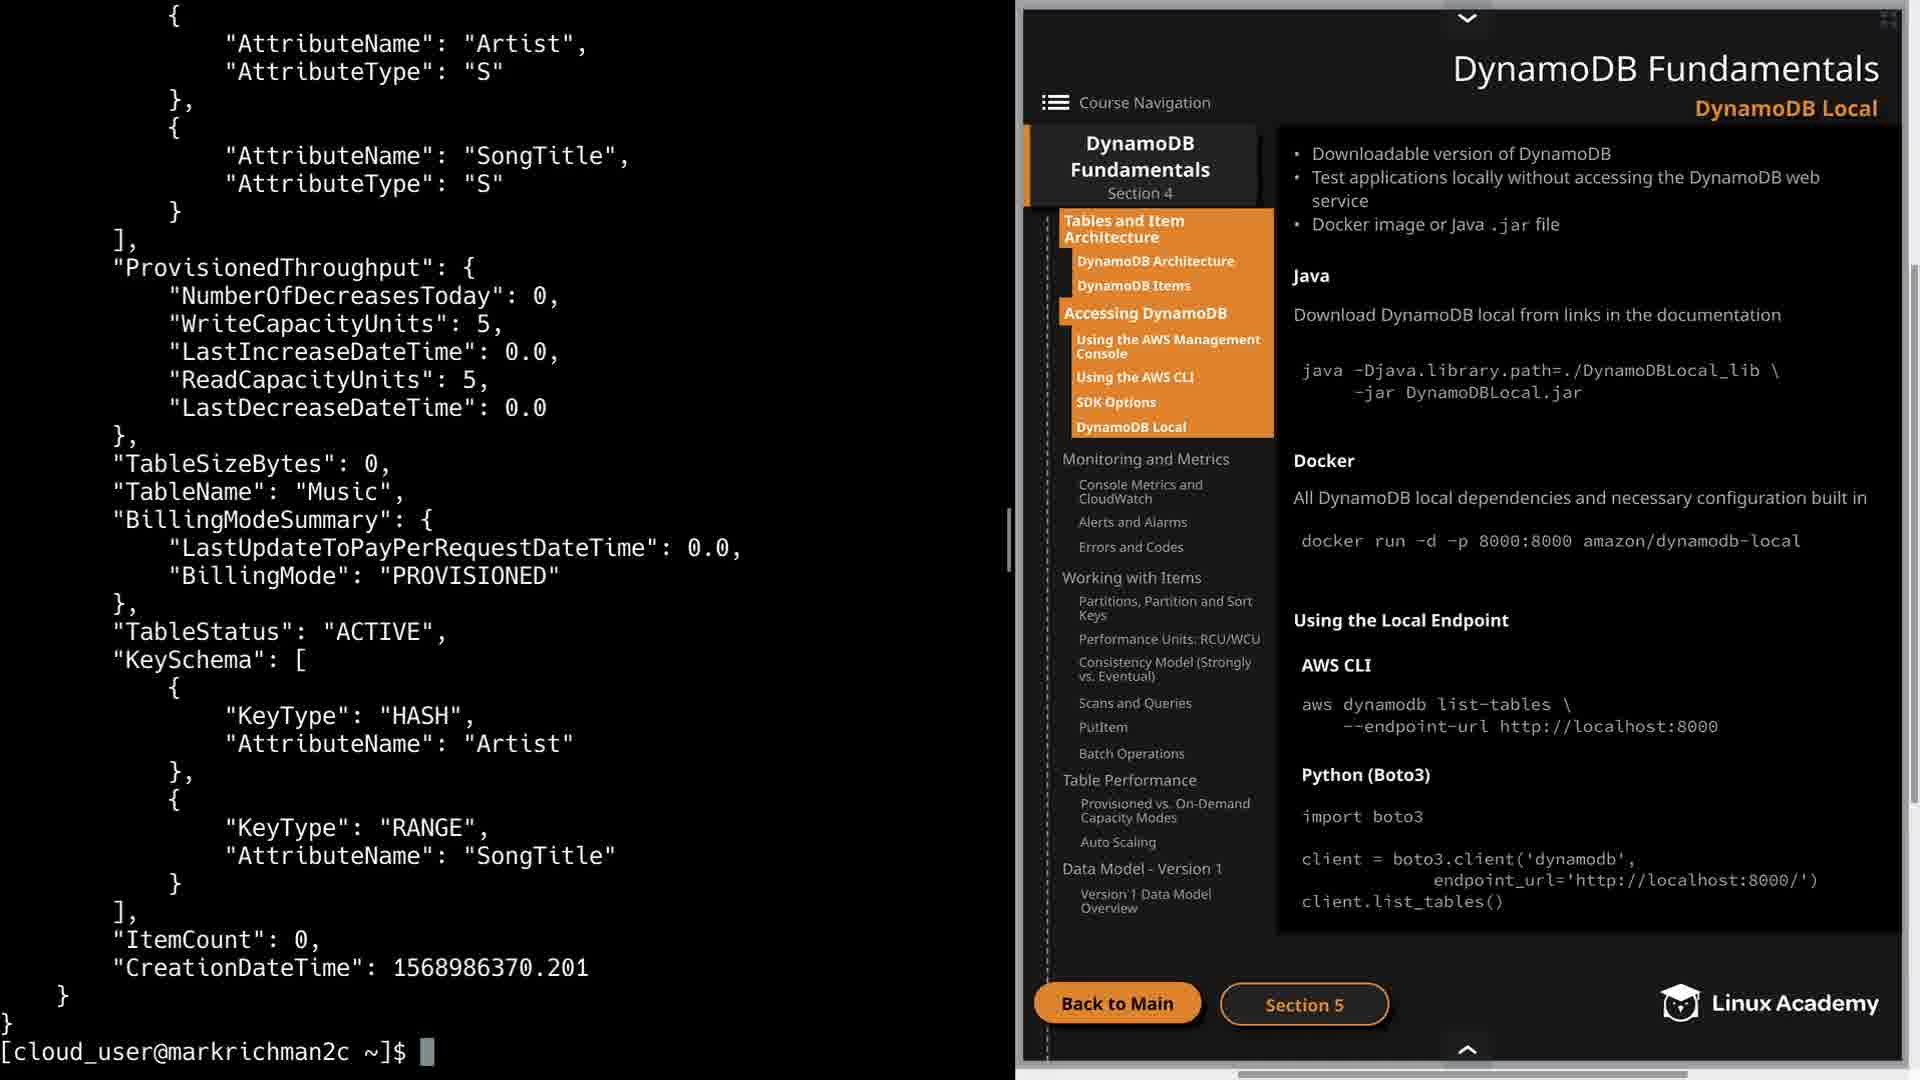 {
"AttributeName": "Artist",
"AttributeType": "S"
},
{
"AttributeName": "SongTitle",
"AttributeType": "S"
}
],
"ProvisionedThroughput": {
"NumberOfDecreasesToday": 0,
"WriteCapacityUnits": 5,
"LastIncreaseDateTime": 0.0,
"ReadCapacityUnits": 5,
"LastDecreaseDateTime": 0.0
},
"TableSizeBytes": 0,
"TableName": "Music",
"BillingModeSummary": {
"LastUpdateToPayPerRequestDateTime": 0.0,
"BillingMode": "PROVISIONED"
},
"TableStatus": "ACTIVE",
"KeySchema": [
{
"KeyType": "HASH",
"AttributeName": "Artist"
},
{
"KeyType": "RANGE",
"AttributeName": "SongTitle"
}
],
"ItemCount": 0,
"CreationDateTime": 1568986370.201
}
}
[cloud_user@markrichman2c ~]$
DynamoDB Fundamentals
DynamoDB Local
Course Navigation
DynamoDB
Fundamentals
Section 4
Tables and Item
Architecture
DynamoDB Architecture
DynamoDB Items
Accessing DynamoDB
Using the AWS Management
Console
Using the AWS CLI
SDK Options
DynamoDB Local
Monitoring and Metrics
Console Metrics and
CloudWatch
Alerts and Alarms
Errors and Codes
Working with Items
Partitions, Partition and Sort
Keys
Performance Units: RCU/WCU
Consistency Model (Strongly
vs. Eventual)
Scans and Queries
PutItem
Batch Operations
Table Performance
Provisioned vs. On-Demand
Capacity Modes
Auto Scaling
Data Model - Version 1
Version 1 Data Model
Overview
• Downloadable version of DynamoDB
• Test applications locally without accessing the DynamoDB web
service
• Docker image or Java .jar file
Java
Download DynamoDB local from links in the documentation
java -Djava.library.path=./DynamoDBLocal_lib \
-jar DynamoDBLocal.jar
Docker
All DynamoDB local dependencies and necessary configuration built in
docker run -d -p 8000:8000 amazon/dynamodb-local
Using the Local Endpoint
AWS CLI
aws dynamodb list-tables \
--endpoint-url http://localhost:8000
Python (Boto3)
import boto3
client = boto3.client('dynamodb',
endpoint_url='http://localhost:8000/')
client.list_tables()
Back to Main
Section 5
Linux Academy